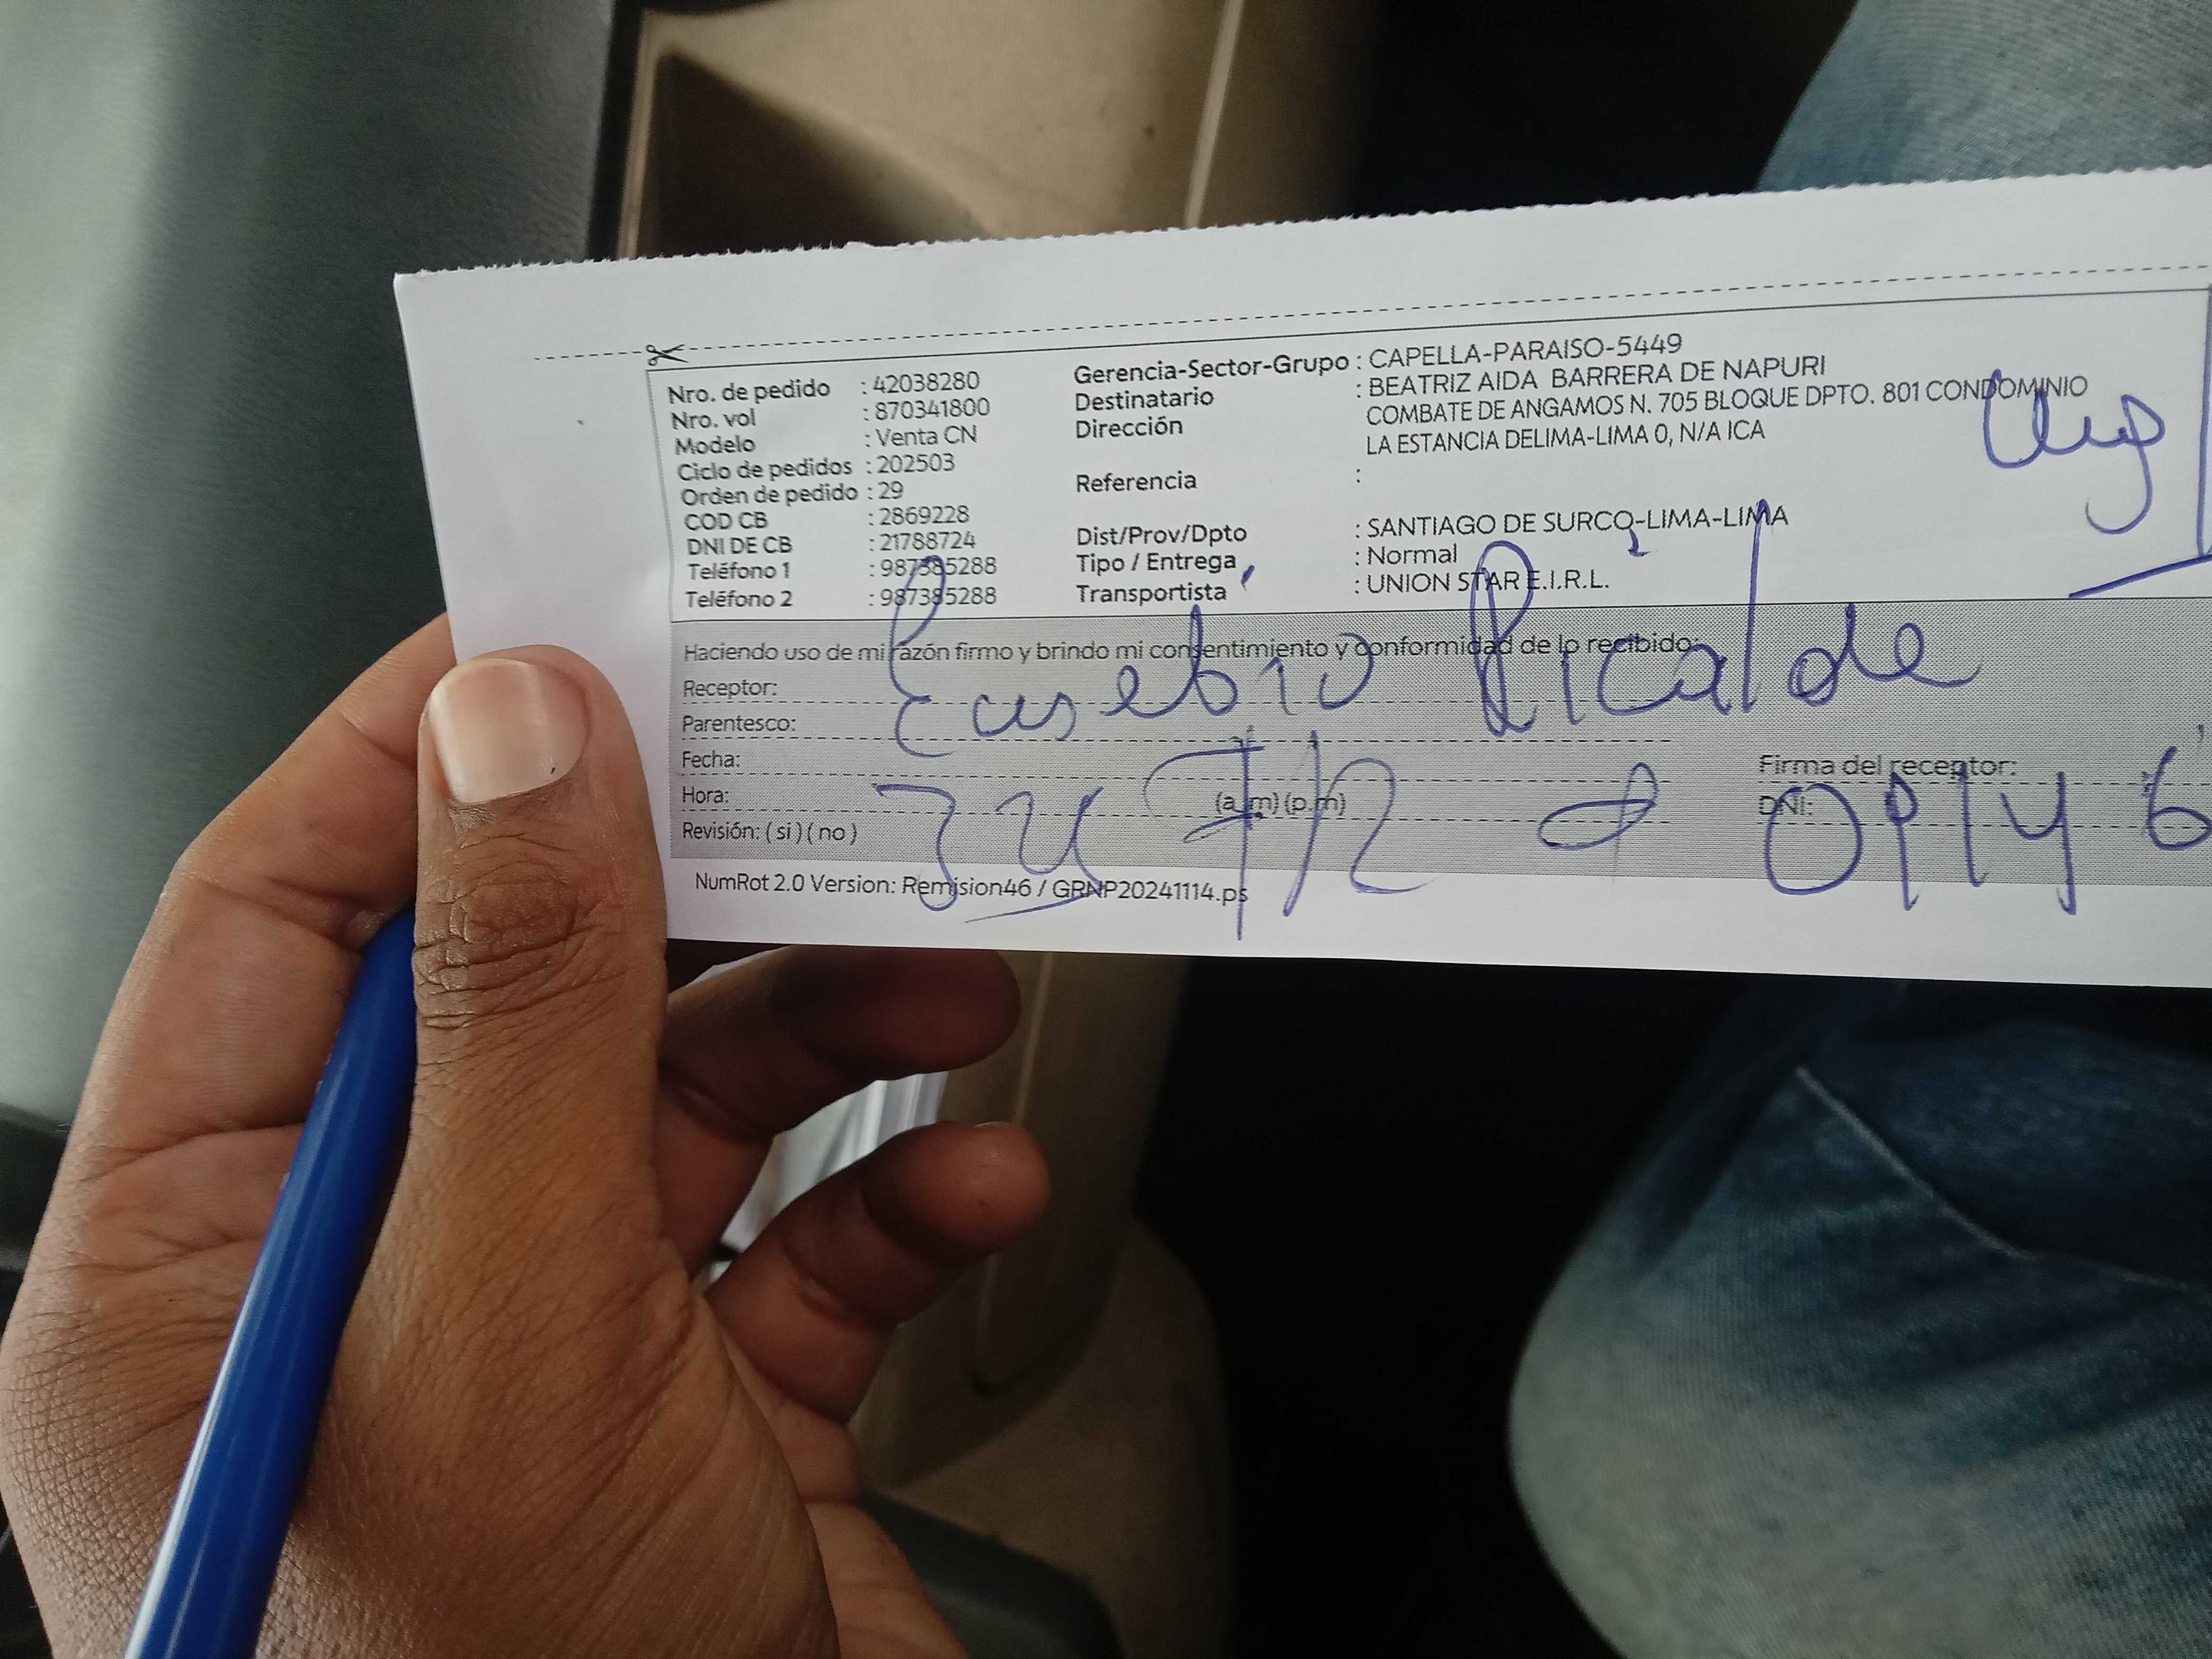 Nro. de pedido : 42038280
Nro. vol : 870341800
Modelo : Venta CN
Ciclo de pedidos : 202503
Orden de pedido : 29
COD CB : 2869228
DNI DE CB : 21788724
Teléfono 1 : 987385288
Teléfono 2 : 987385288
Gerencia-Sector-Grupo : CAPELLA-PARAISO-5449
Destinatario : BEATRIZ AIDA BARRERA DE NAPURI
Dirección COMBATE DE ANGAMOS N. 705 BLOQUE DPTO. 801 CONDOMINIO
LA ESTANCIA DELIMA-LIMA 0, N/A ICA
Referencia :
Dist/Prov/Dpto : SANTIAGO DE SURCO-LIMA-LIMA
Tipo / Entrega : Normal
Transportista : UNION STAR E.I.R.L.
Haciendo uso de mi razón firmo y brindo mi consentimiento y conformidad de lo recibido:
Receptor: Eusebio Ricalde
Parentesco:
Fecha:
Hora: (a.m) (p.m)
Revisión: ( si ) ( no )
Firma del receptor:
DNI:
NumRot 2.0 Version: Remision46 / GRNP20241114.ps